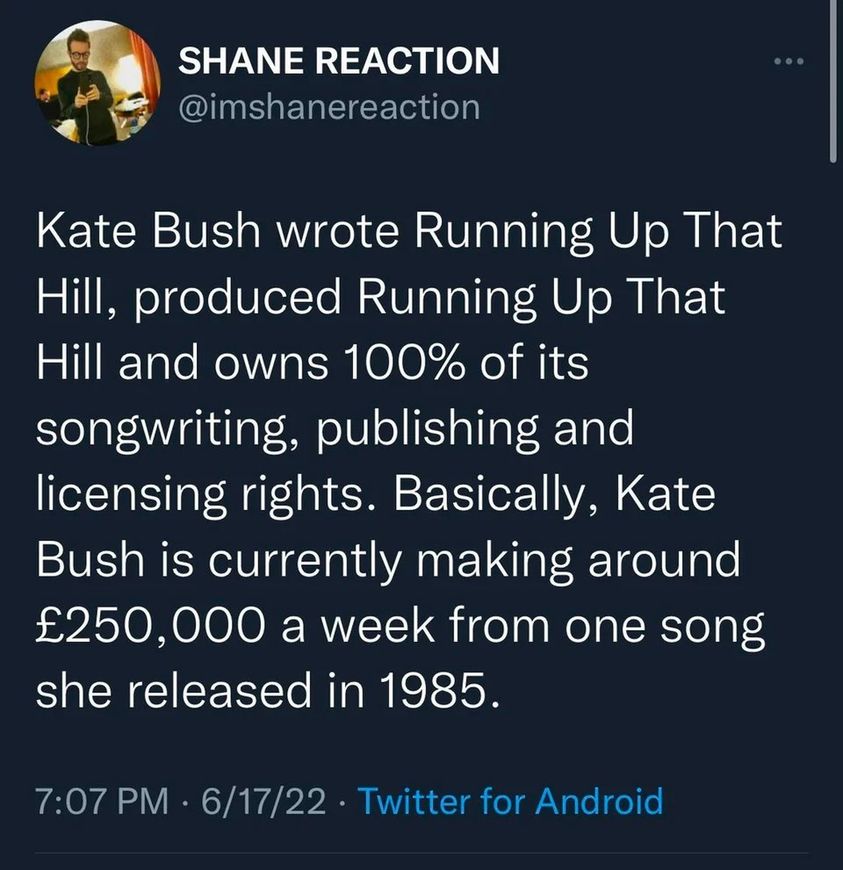 SHANE REACTION
@imshanereaction
Kate Bush wrote Running Up That
Hill, produced Running Up That
Hill and owns 100% of its
songwriting, publishing and
licensing rights. Basically, Kate
Bush is currently making around
£250,000 a week from one song
she released in 1985.
7:07 PM · 6/17/22 · Twitter for Android